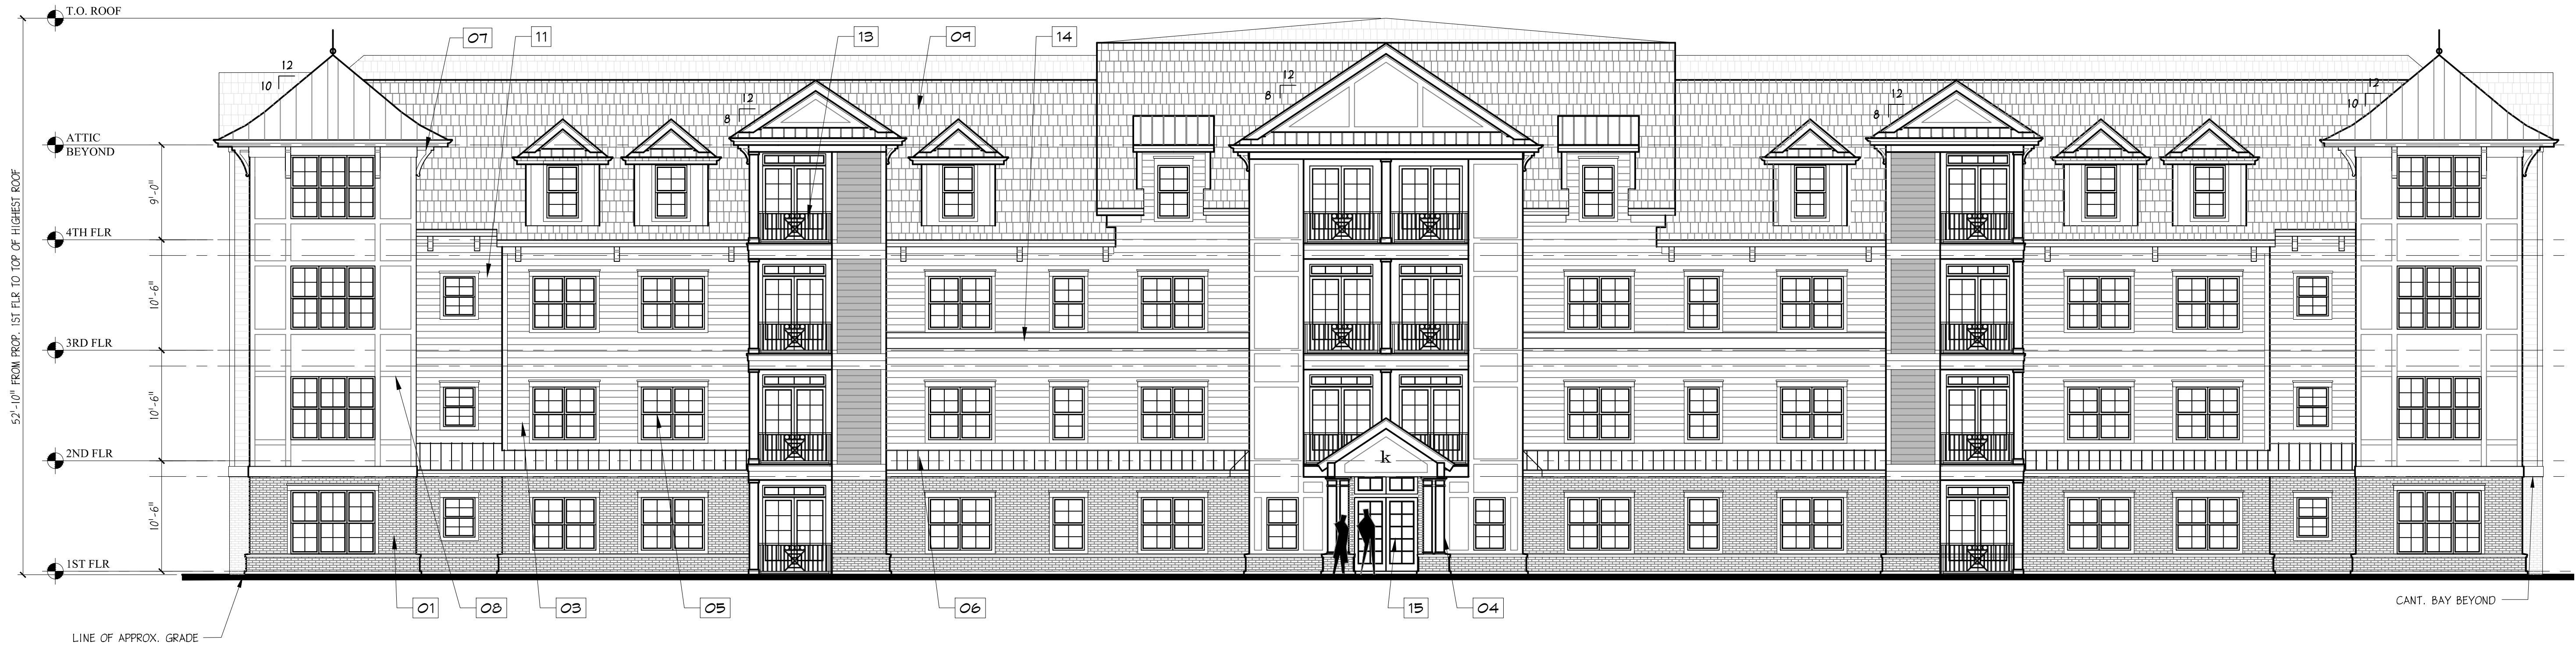 T.O. ROOF
07
11
13
09
14
12
10
12
8
12
8
12
8
12
10
ATTIC
BEYOND
9'-0"
4TH FLR
10'-6"
3RD FLR
10'-6"
2ND FLR
10'-6"
1ST FLR
52'-10" FROM PROP. 1ST FLR TO TOP OF HIGHEST ROOF
k
01
08
03
05
06
15
04
CANT. BAY BEYOND
LINE OF APPROX. GRADE